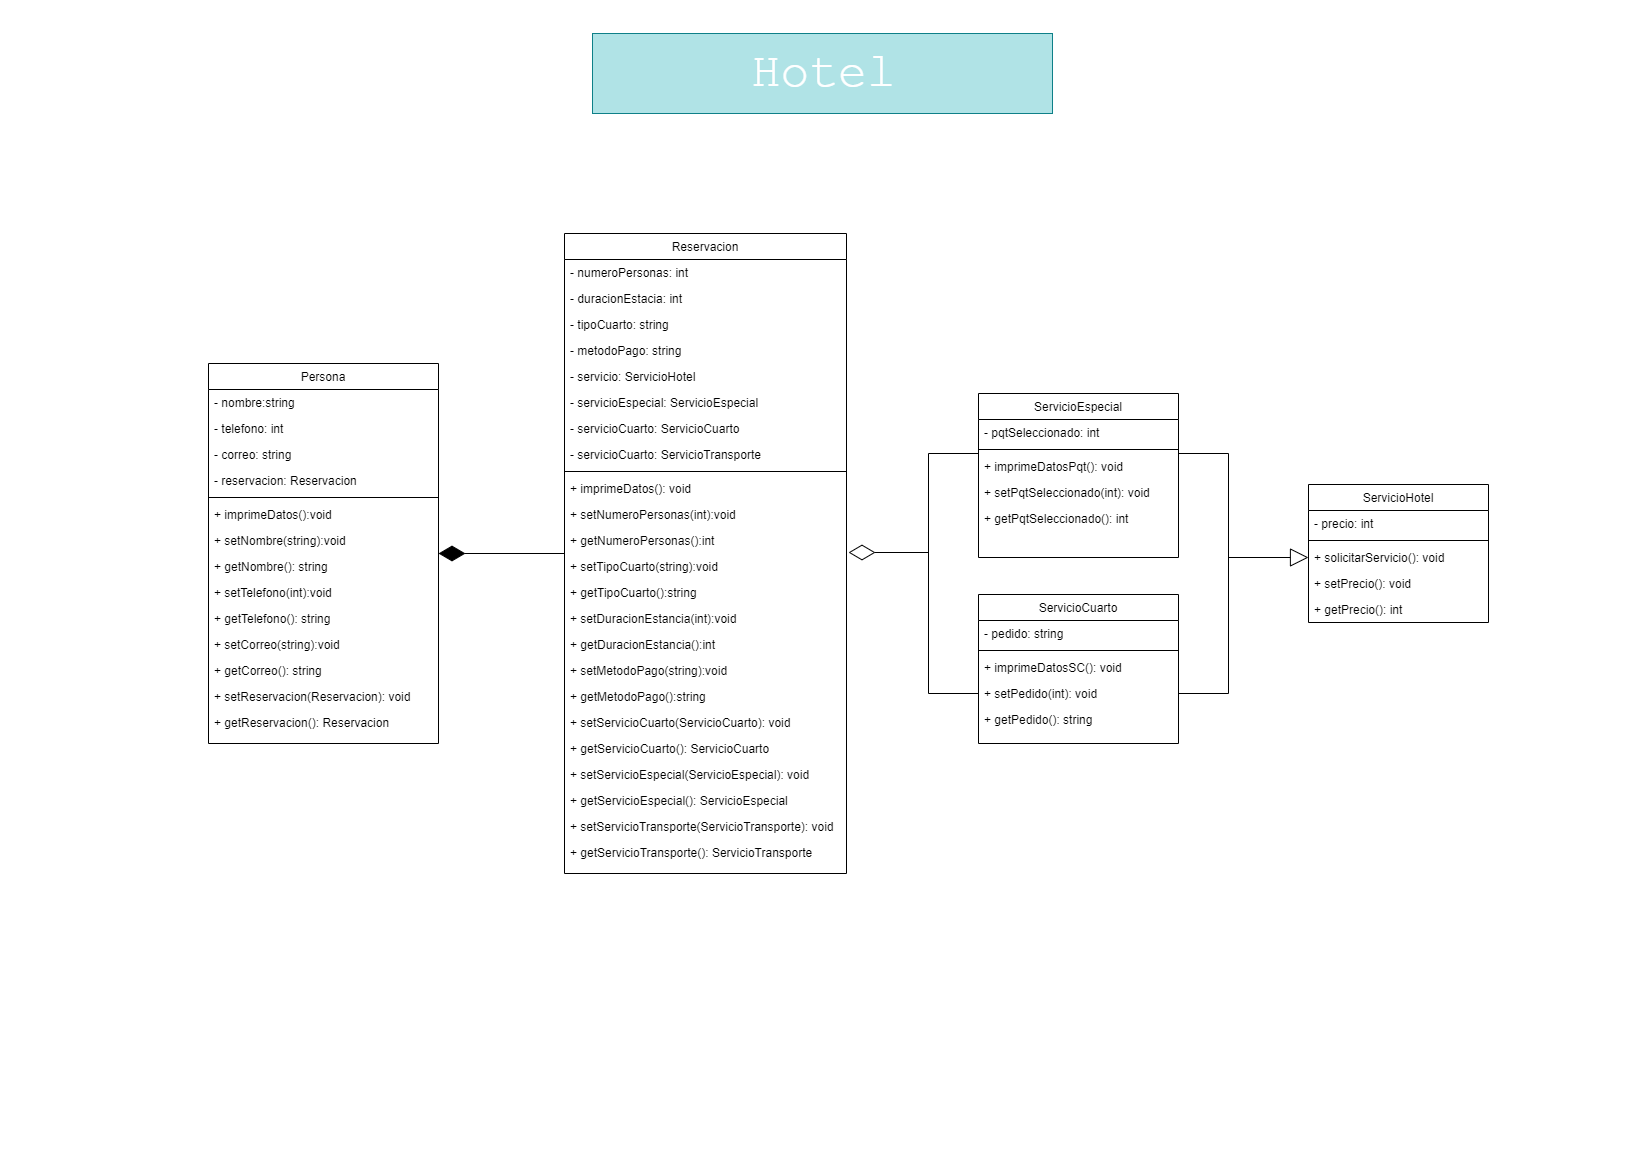 Hotel
Persona
- nombre:string
- telefono: int
- correo: string
- reservacion: Reservacion
+ imprimeDatos():void
+ setNombre(string):void
+ getNombre(): string
+ setTelefono(int):void
+ getTelefono(): string
+ setCorreo(string):void
+ getCorreo(): string
+ setReservacion(Reservacion): void
+ getReservacion(): Reservacion
Reservacion
- numeroPersonas: int
- duracionEstacia: int
- tipoCuarto: string
- metodoPago: string
- servicio: ServicioHotel
- servicioEspecial: ServicioEspecial
- servicioCuarto: ServicioCuarto
- servicioCuarto: ServicioTransporte
+ imprimeDatos(): void
+ setNumeroPersonas(int):void
+ getNumeroPersonas():int
+ setTipoCuarto(string):void
+ getTipoCuarto():string
+ setDuracionEstancia(int):void
+ getDuracionEstancia():int
+ setMetodoPago(string):void
+ getMetodoPago():string
+ setServicioCuarto(ServicioCuarto): void
+ getServicioCuarto(): ServicioCuarto
+ setServicioEspecial(ServicioEspecial): void
+ getServicioEspecial(): ServicioEspecial
+ setServicioTransporte(ServicioTransporte): void
+ getServicioTransporte(): ServicioTransporte
ServicioEspecial
- pqtSeleccionado: int
+ imprimeDatosPqt(): void
+ setPqtSeleccionado(int): void
+ getPqtSeleccionado(): int
ServicioCuarto
- pedido: string
+ imprimeDatosSC(): void
+ setPedido(int): void
+ getPedido(): string
ServicioHotel
- precio: int
+ solicitarServicio(): void
+ setPrecio(): void
+ getPrecio(): int